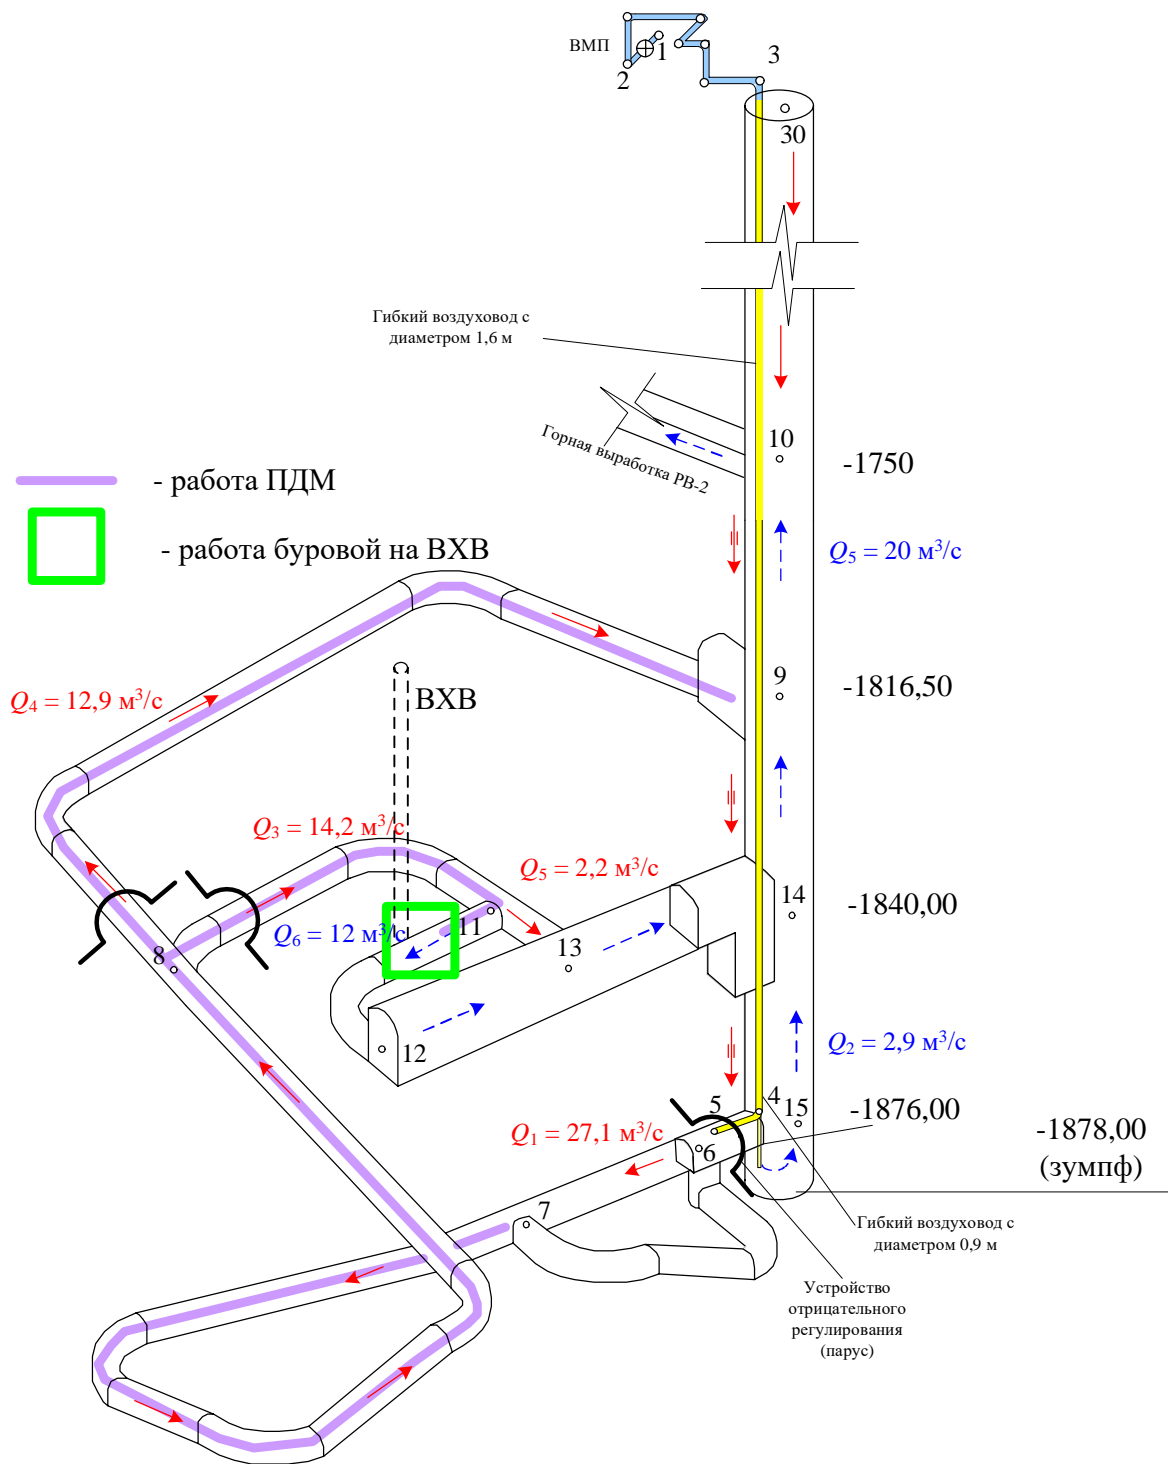 ВМП
1
2
3
30
Гибкий воздуховод с
диаметром 1,6 м
10
-1750
Горная выработка РВ-2
- работа ПДМ
- работа буровой на ВХВ
Q5 = 20 м³/с
9
-1816,50
Q4 = 12,9 м³/с
ВХВ
Q3 = 14,2 м³/с
Q5 = 2,2 м³/с
14
-1840,00
11
Q6 = 12 м³/с
13
8
12
Q2 = 2,9 м³/с
4
5
15
-1876,00
Q1 = 27,1 м³/с
6
-1878,00
(зумпф)
7
Гибкий воздуховод с
диаметром 0,9 м
Устройство
отрицательного
регулирования
(парус)